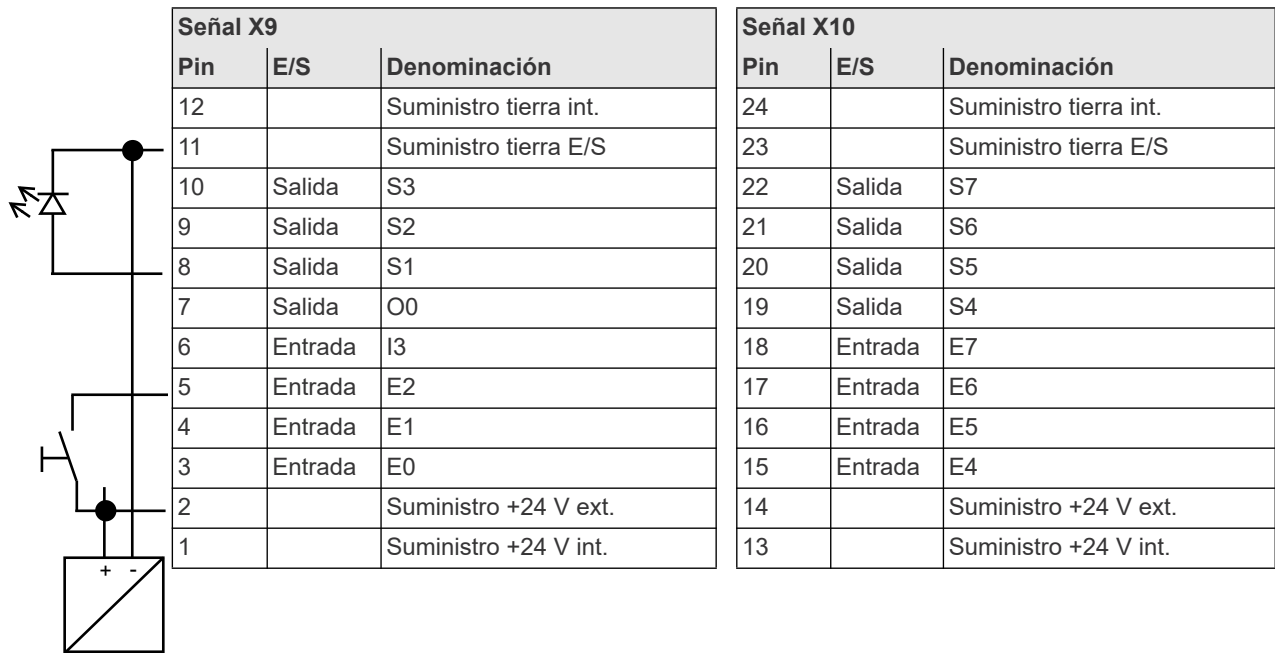 Señal X9
Pin E/S Denominación
12 Suministro tierra int.
11 Suministro tierra E/S
10 Salida S3
9 Salida S2
8 Salida S1
7 Salida O0
6 Entrada I3
5 Entrada E2
4 Entrada E1
3 Entrada E0
2 Suministro +24 V ext.
1 Suministro +24 V int.
+ -
Señal X10
Pin E/S Denominación
24 Suministro tierra int.
23 Suministro tierra E/S
22 Salida S7
21 Salida S6
20 Salida S5
19 Salida S4
18 Entrada E7
17 Entrada E6
16 Entrada E5
15 Entrada E4
14 Suministro +24 V ext.
13 Suministro +24 V int.